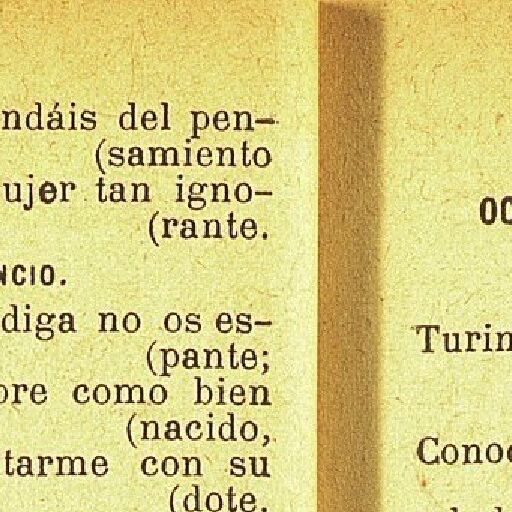 ndáis del pen-
(samiento
ujer tan igno-
(rante.
NCIO.
diga no os es-
(pante;
bre como bien
(nacido,
tarme con su
(dote.
OC
Turin
Conoc